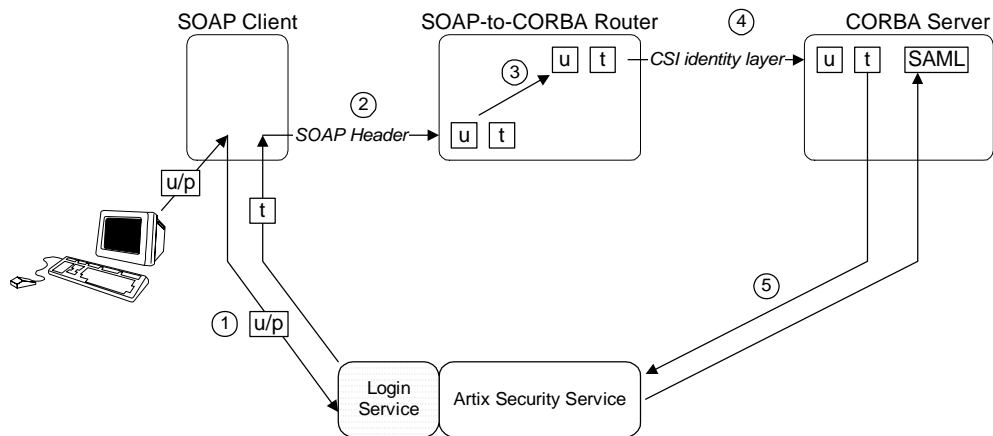 SOAP Client
SOAP-to-CORBA Router
4
CORBA Server
u t
CSI identity layer
u t
SAML
3
2
SOAP Header
u t
u/p
t
5
1
u/p
Login
Service
Artix Security Service